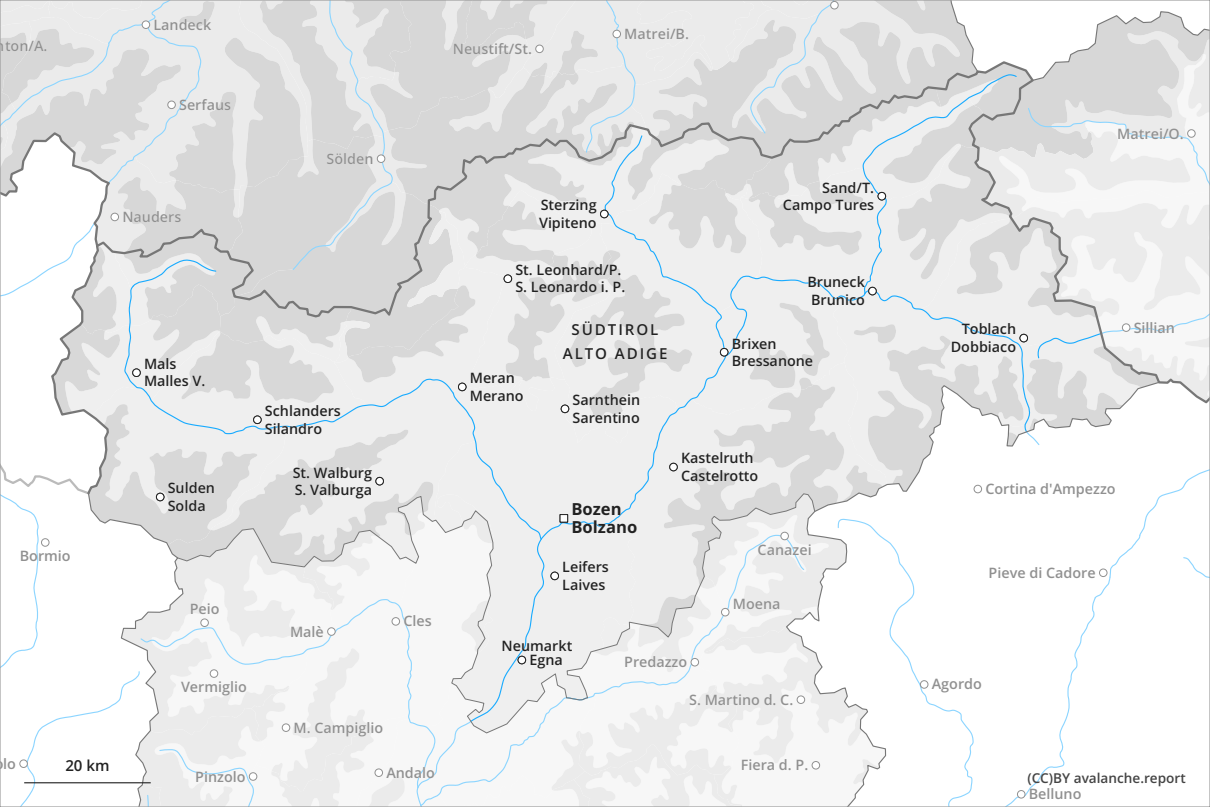 Landeck
nton/A.
Neustift/St.
Matrei/B.
Serfaus
Matrei/O.
Sölden
Sand/T.
Campo Tures
Nauders
Sterzing
Vipiteno
St. Leonhard/P.
S. Leonardo i. P.
Bruneck
Brunico
SÜDTIROL
ALTO ADIGE
Toblach
Dobbiaco
Sillian
Brixen
Bressanone
Mals
Malles V.
Meran
Merano
Schlanders
Silandro
Sarnthein
Sarentino
St. Walburg
S. Valburga
Kastelruth
Castelrotto
Sulden
Solda
Cortina d'Ampezzo
Bozen
Bolzano
Bormio
Canazei
Leifers
Laives
Pieve di Cadore
Peio
Malè
Cles
Moena
Neumarkt
Egna
Predazzo
Vermiglio
Agordo
S. Martino d. C.
M. Campiglio
olo
20 km
Pinzolo
Andalo
Fiera d. P.
(CC)BY avalanche.report
Belluno